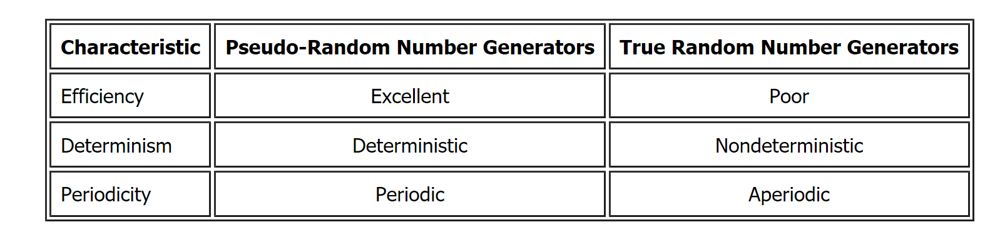 Characteristic Pseudo-Random Number Generators True Random Number Generators
Efficiency Excellent Poor
Determinism Deterministic Nondeterministic
Periodicity Periodic Aperiodic